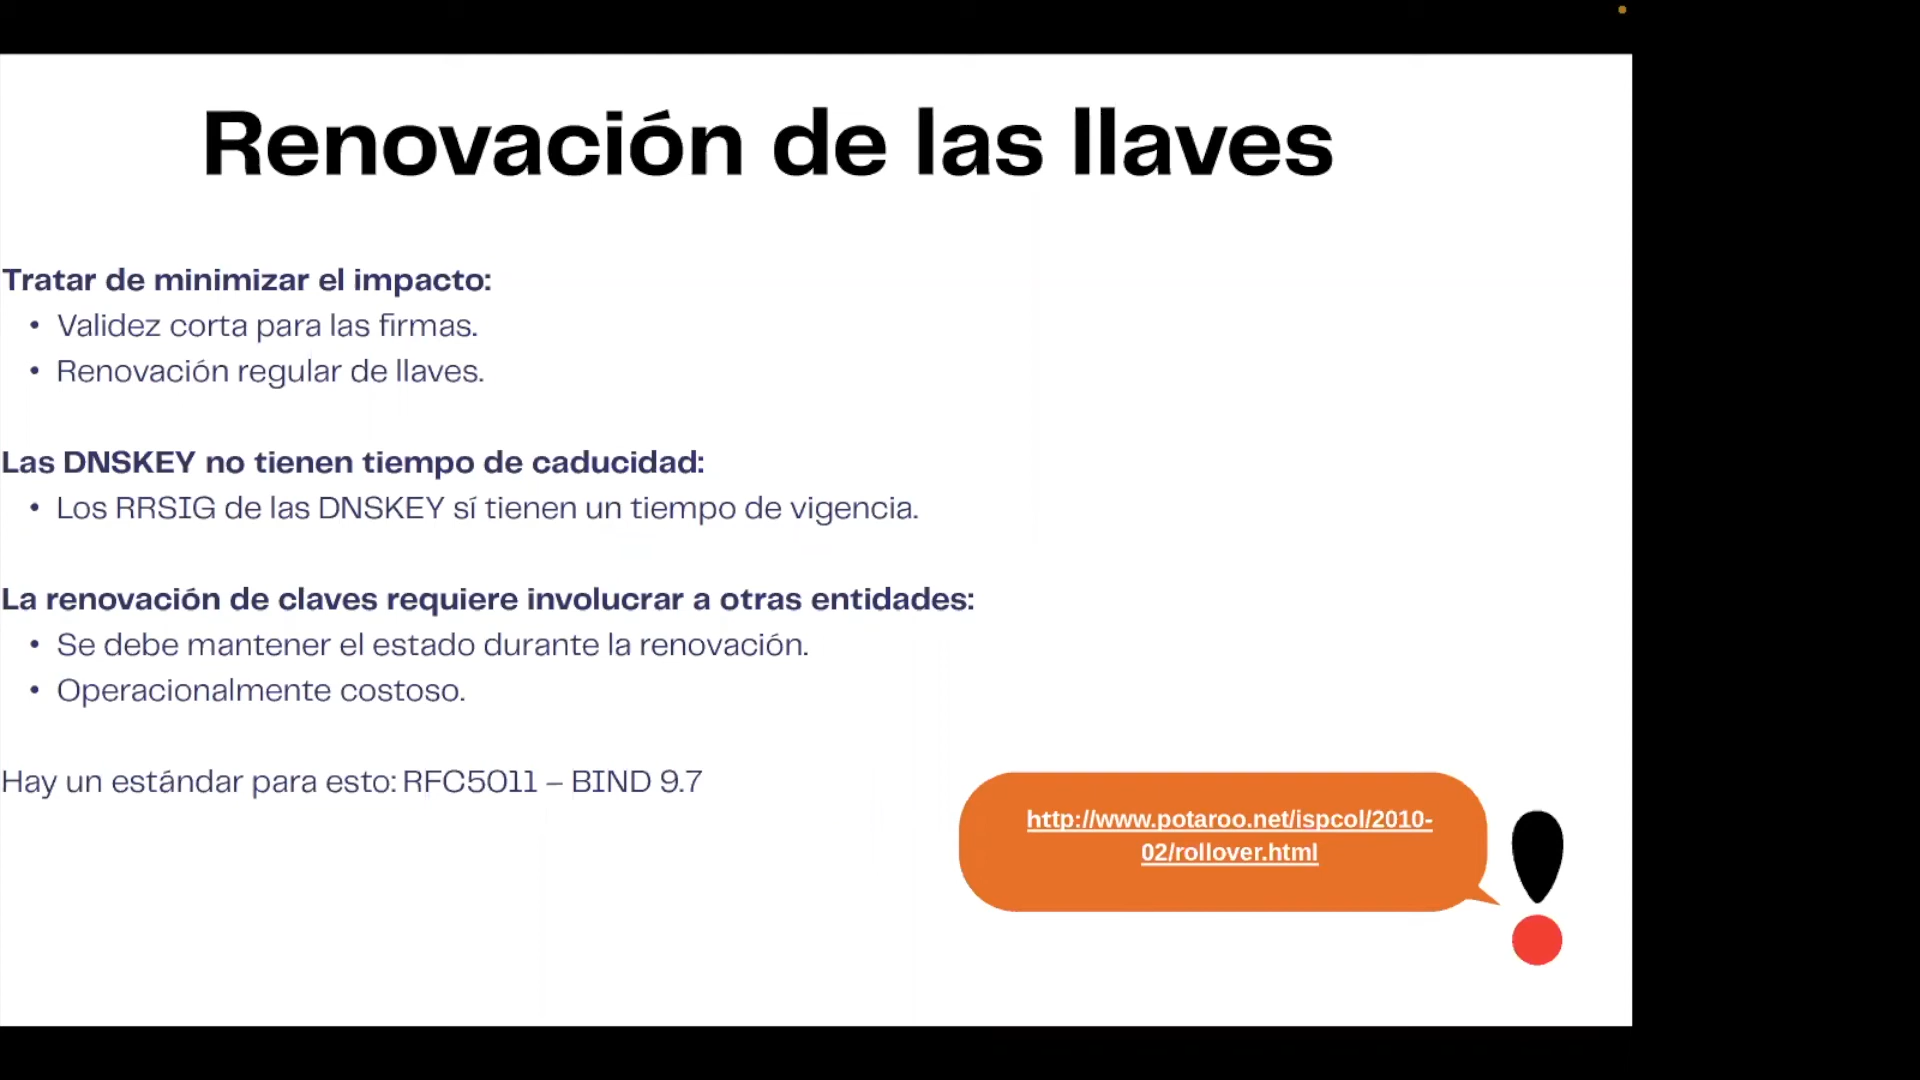 Renovación de las llaves
Tratar de minimizar el impacto:
• Validez corta para las firmas.
• Renovación regular de llaves.
Las DNSKEY no tienen tiempo de caducidad:
• Los RRSIG de las DNSKEY sí tienen un tiempo de vigencia.
La renovación de claves requiere involucrar a otras entidades:
• Se debe mantener el estado durante la renovación.
• Operacionalmente costoso.
Hay un estándar para esto: RFC5011 – BIND 9.7
http://www.potaroo.net/ispcol/2010-
02/rollover.html